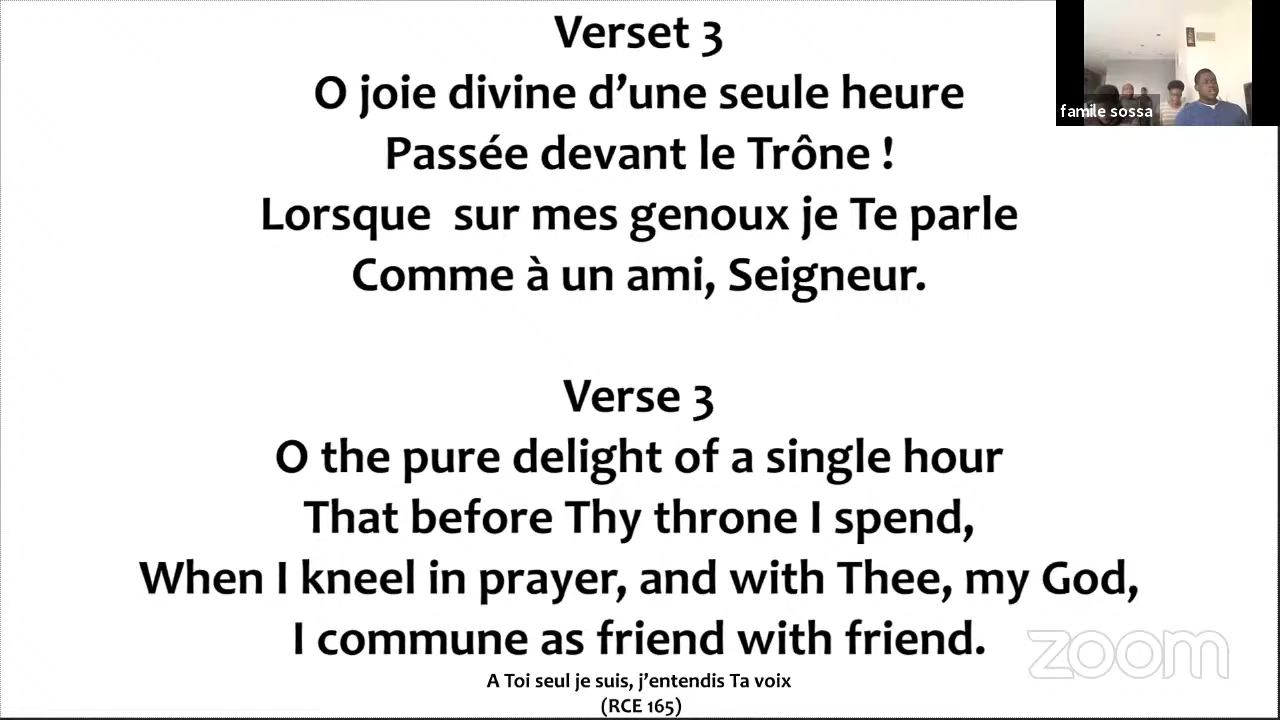 Verset 3
O joie divine d’une seule heure
Passée devant le Trône !
Lorsque sur mes genoux je Te parle
Comme à un ami, Seigneur.
Verse 3
O the pure delight of a single hour
That before Thy throne I spend,
When I kneel in prayer, and with Thee, my God,
I commune as friend with friend.
A Toi seul je suis, j’entendis Ta voix
(RCE 165)
famile sossa
zoom